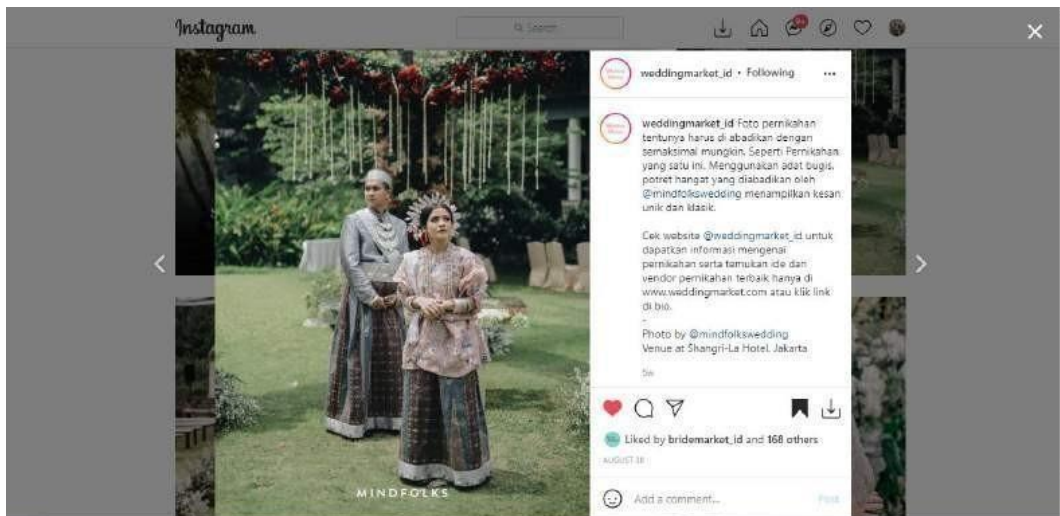 Instagram
Search
9+
weddingmarket_id • Following
weddingmarket_id Foto pernikahan
tentunya harus di abadikan dengan
semaksimal mungkin. Seperti Pernikahan
yang satu ini. Menggunakan adat bugis,
potret hangat yang diabadikan oleh
@mindfolkswedding menampilkan kesan
unik dan klasik.
Cek website @weddingmarket_id untuk
dapatkan informasi mengenai
pernikahan serta temukan ide dan
vendor pernikahan terbaik hanya di
www.weddingmarket.com atau klik link
di bio.
-
Photo by @mindfolkswedding
Venue at Shangri-La Hotel, Jakarta
5w
Liked by bridemarket_id and 168 others
AUGUST
Add a comment...
Post
MINDFOLKS